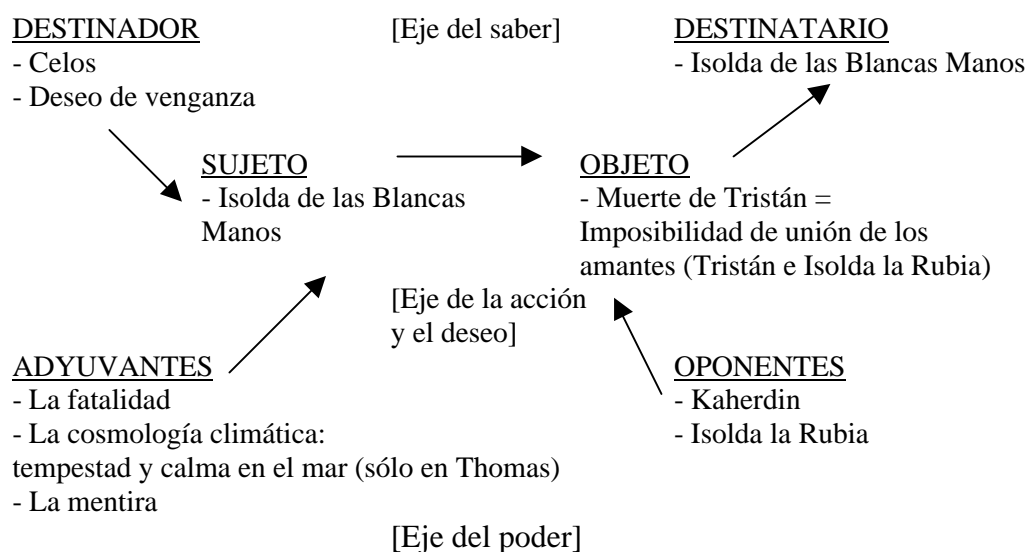 DESTINADOR [Eje del saber] DESTINATARIO
- Celos - Isolda de las Blancas Manos
- Deseo de venganza
SUJETO OBJETO
- Isolda de las Blancas - Muerte de Tristán =
Manos Imposibilidad de unión de los
amantes (Tristán e Isolda la Rubia)
[Eje de la acción
y el deseo]
ADYUVANTES OPONENTES
- La fatalidad - Kaherdin
- La cosmología climática: - Isolda la Rubia
tempestad y calma en el mar (sólo en Thomas)
- La mentira
[Eje del poder]